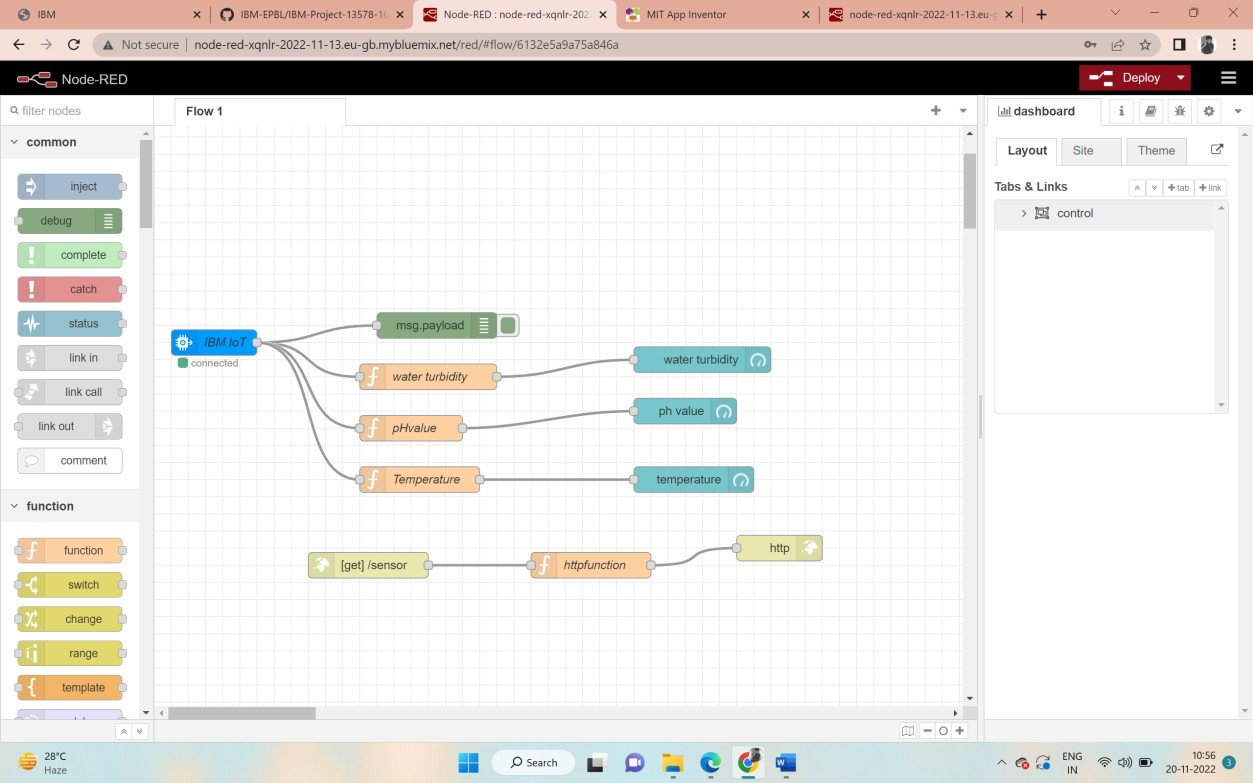 IBM
IBM-EPBL/IBM-Project-13578-16
Node-RED : node-red-xqnlr-202
MIT App Inventor
node-red-xqnlr-2022-11-13.eu-g
Not secure
node-red-xqnlr-2022-11-13.eu-gb.mybluemix.net/red/#flow/6132e5a9a75a846a
Node-RED
Deploy
filter nodes
Flow 1
dashboard
common
Layout
Site
Theme
inject
Tabs & Links
tab
link
debug
control
complete
catch
status
link in
link call
link out
comment
function
function
switch
change
range
template
IBM IoT
connected
msg.payload
water turbidity
water turbidity
pHvalue
ph value
Temperature
temperature
[get] /sensor
httpfunction
http
28°C
Haze
Search
ENG
IN
10:56
20-11-2022
3